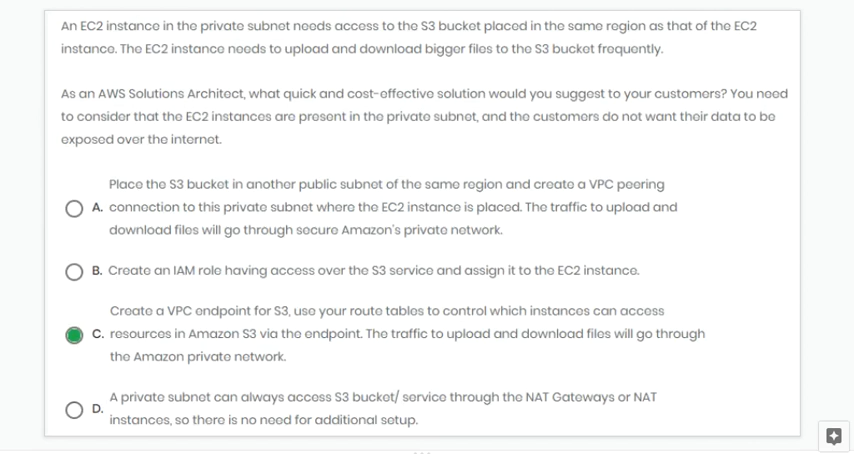 An EC2 instance in the private subnet needs access to the S3 bucket placed in the same region as that of the EC2
instance. The EC2 instance needs to upload and download bigger files to the S3 bucket frequently.
As an AWS Solutions Architect, what quick and cost-effective solution would you suggest to your customers? You need
to consider that the EC2 instances are present in the private subnet, and the customers do not want their data to be
exposed over the internet.
Place the S3 bucket in another public subnet of the same region and create a VPC peering
A. connection to this private subnet where the EC2 instance is placed. The traffic to upload and
download files will go through secure Amazon's private network.
B. Create an IAM role having access over the S3 service and assign it to the EC2 instance.
Create a VPC endpoint for S3, use your route tables to control which instances can access
C. resources in Amazon S3 via the endpoint. The traffic to upload and download files will go through
the Amazon private network.
A private subnet can always access S3 bucket/ service through the NAT Gateways or NAT
D.
instances, so there is no need for additional setup.